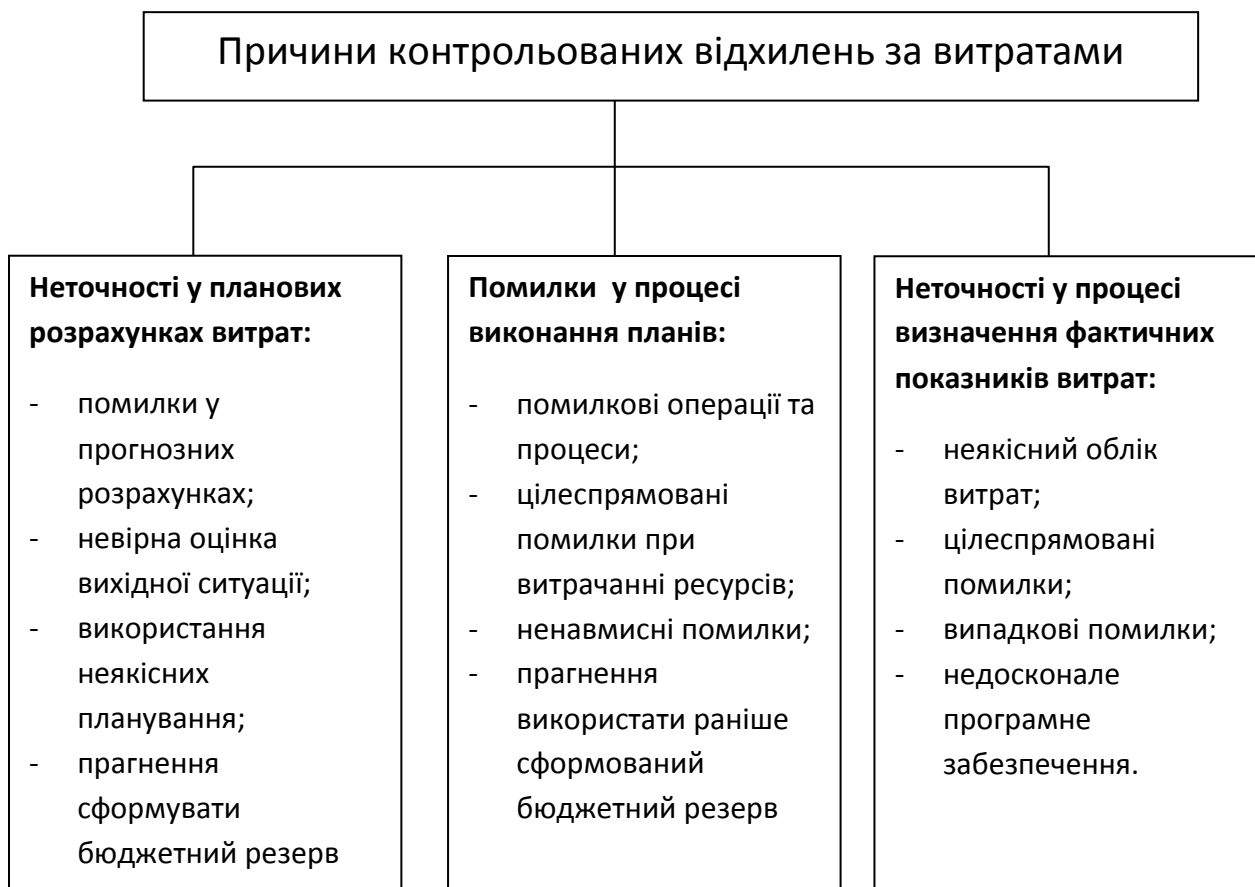 Причини контрольованих відхилень за витратами
Неточності у планових
розрахунках витрат:
- помилки у
прогнозних
розрахунках;
- невірна оцінка
вихідної ситуації;
- використання
неякісних
планування;
- прагнення
сформувати
бюджетний резерв
Помилки у процесі
виконання планів:
- помилкові операції та
процеси;
- цілеспрямовані
помилки при
витрачанні ресурсів;
- ненавмисні помилки;
- прагнення
використати раніше
сформований
бюджетний резерв
Неточності у процесі
визначення фактичних
показників витрат:
- неякісний облік
витрат;
- цілеспрямовані
помилки;
- випадкові помилки;
- недосконале
програмне
забезпечення.